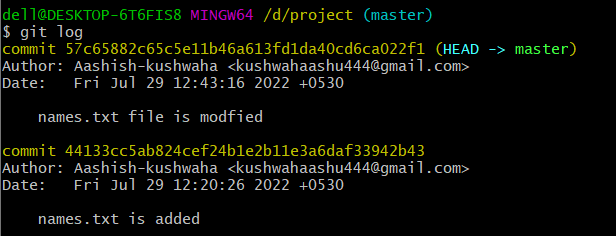 dell@DESKTOP-6T6FIS8 MINGW64 /d/project (master)
$ git log
commit 57c65882c65c5e11b46a613fd1da40cd6ca022f1 (HEAD -> master)
Author: Aashish-kushwaha <kushwahaashu444@gmail.com>
Date:   Fri Jul 29 12:43:16 2022 +0530
    names.txt file is modfied
commit 44133cc5ab824cef24b1e2b11e3a6daf33942b43
Author: Aashish-kushwaha <kushwahaashu444@gmail.com>
Date:   Fri Jul 29 12:20:26 2022 +0530
    names.txt is added